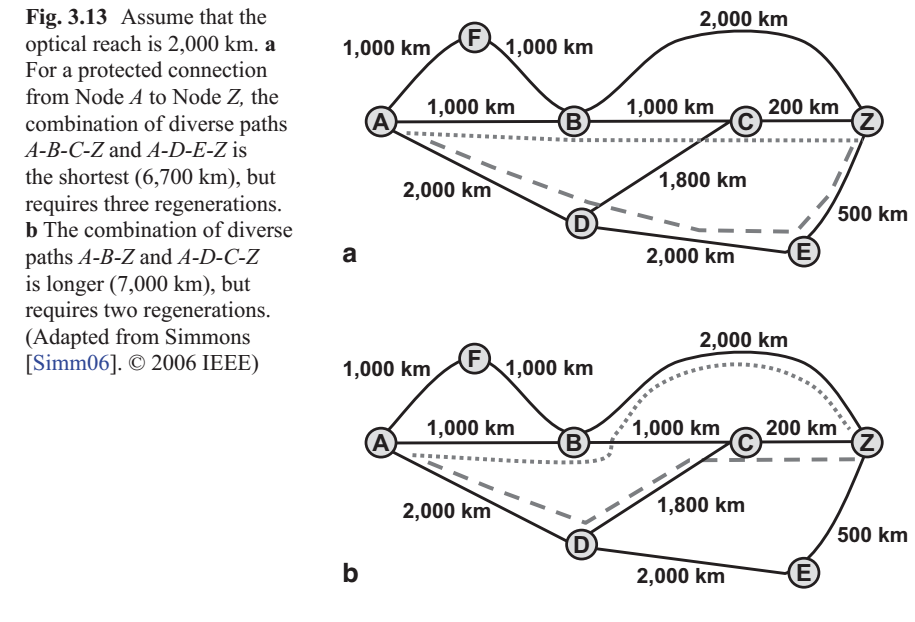 Fig. 3.13 Assume that the
optical reach is 2,000 km. a
For a protected connection
from Node A to Node Z, the
combination of diverse paths
A-B-C-Z and A-D-E-Z is
the shortest (6,700 km), but
requires three regenerations.
b The combination of diverse
paths A-B-Z and A-D-C-Z
is longer (7,000 km), but
requires two regenerations.
(Adapted from Simmons
[Simm06]. © 2006 IEEE)
2,000 km
1,000 km F 1,000 km
1,000 km 1,000 km 200 km
A B C Z
2,000 km 1,800 km
500 km
D
a 2,000 km E
2,000 km
1,000 km F 1,000 km
1,000 km 1,000 km 200 km
A B C Z
2,000 km 1,800 km
500 km
D
b 2,000 km E